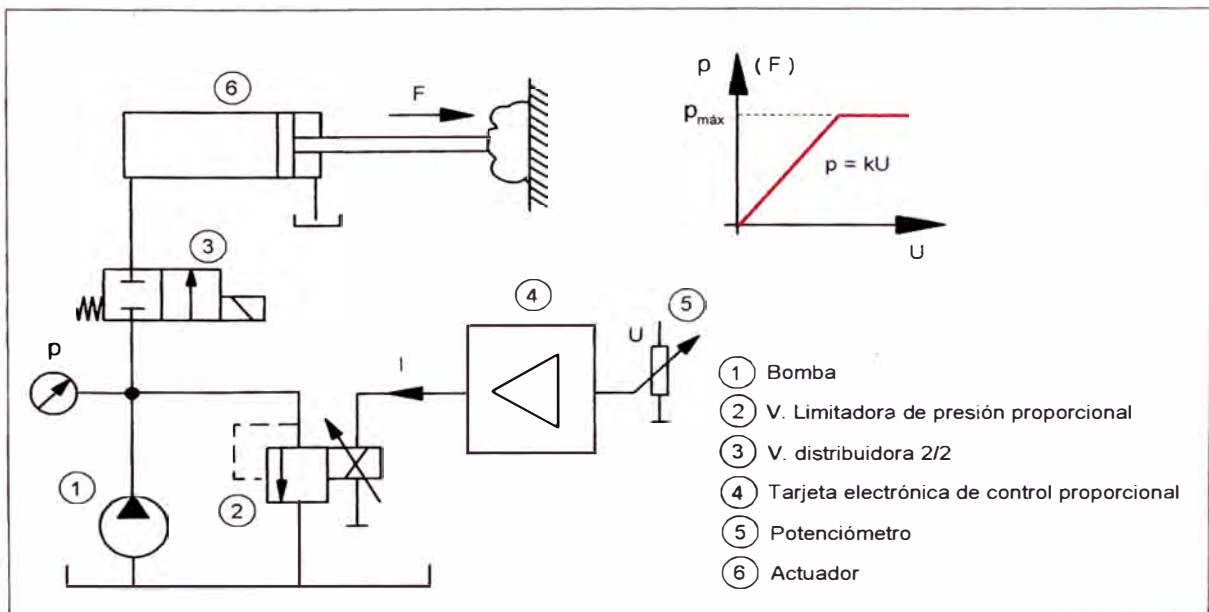 6
F
p ( F )
pmáx
p = kU
U
3
4
5
p
I
U
1
2
1 Bomba
2 V. Limitadora de presión proporcional
3 V. distribuidora 2/2
4 Tarjeta electrónica de control proporcional
5 Potenciómetro
6 Actuador